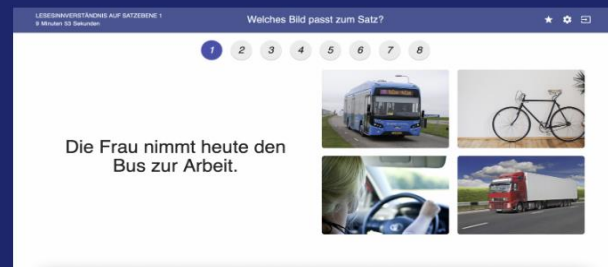 LESESINNVERSTÄNDNIS AUF SATZEBENE 1
9 Minuten 53 Sekunden
Welches Bild passt zum Satz?
1 2 3 4 5 6 7 8
Die Frau nimmt heute den
Bus zur Arbeit.